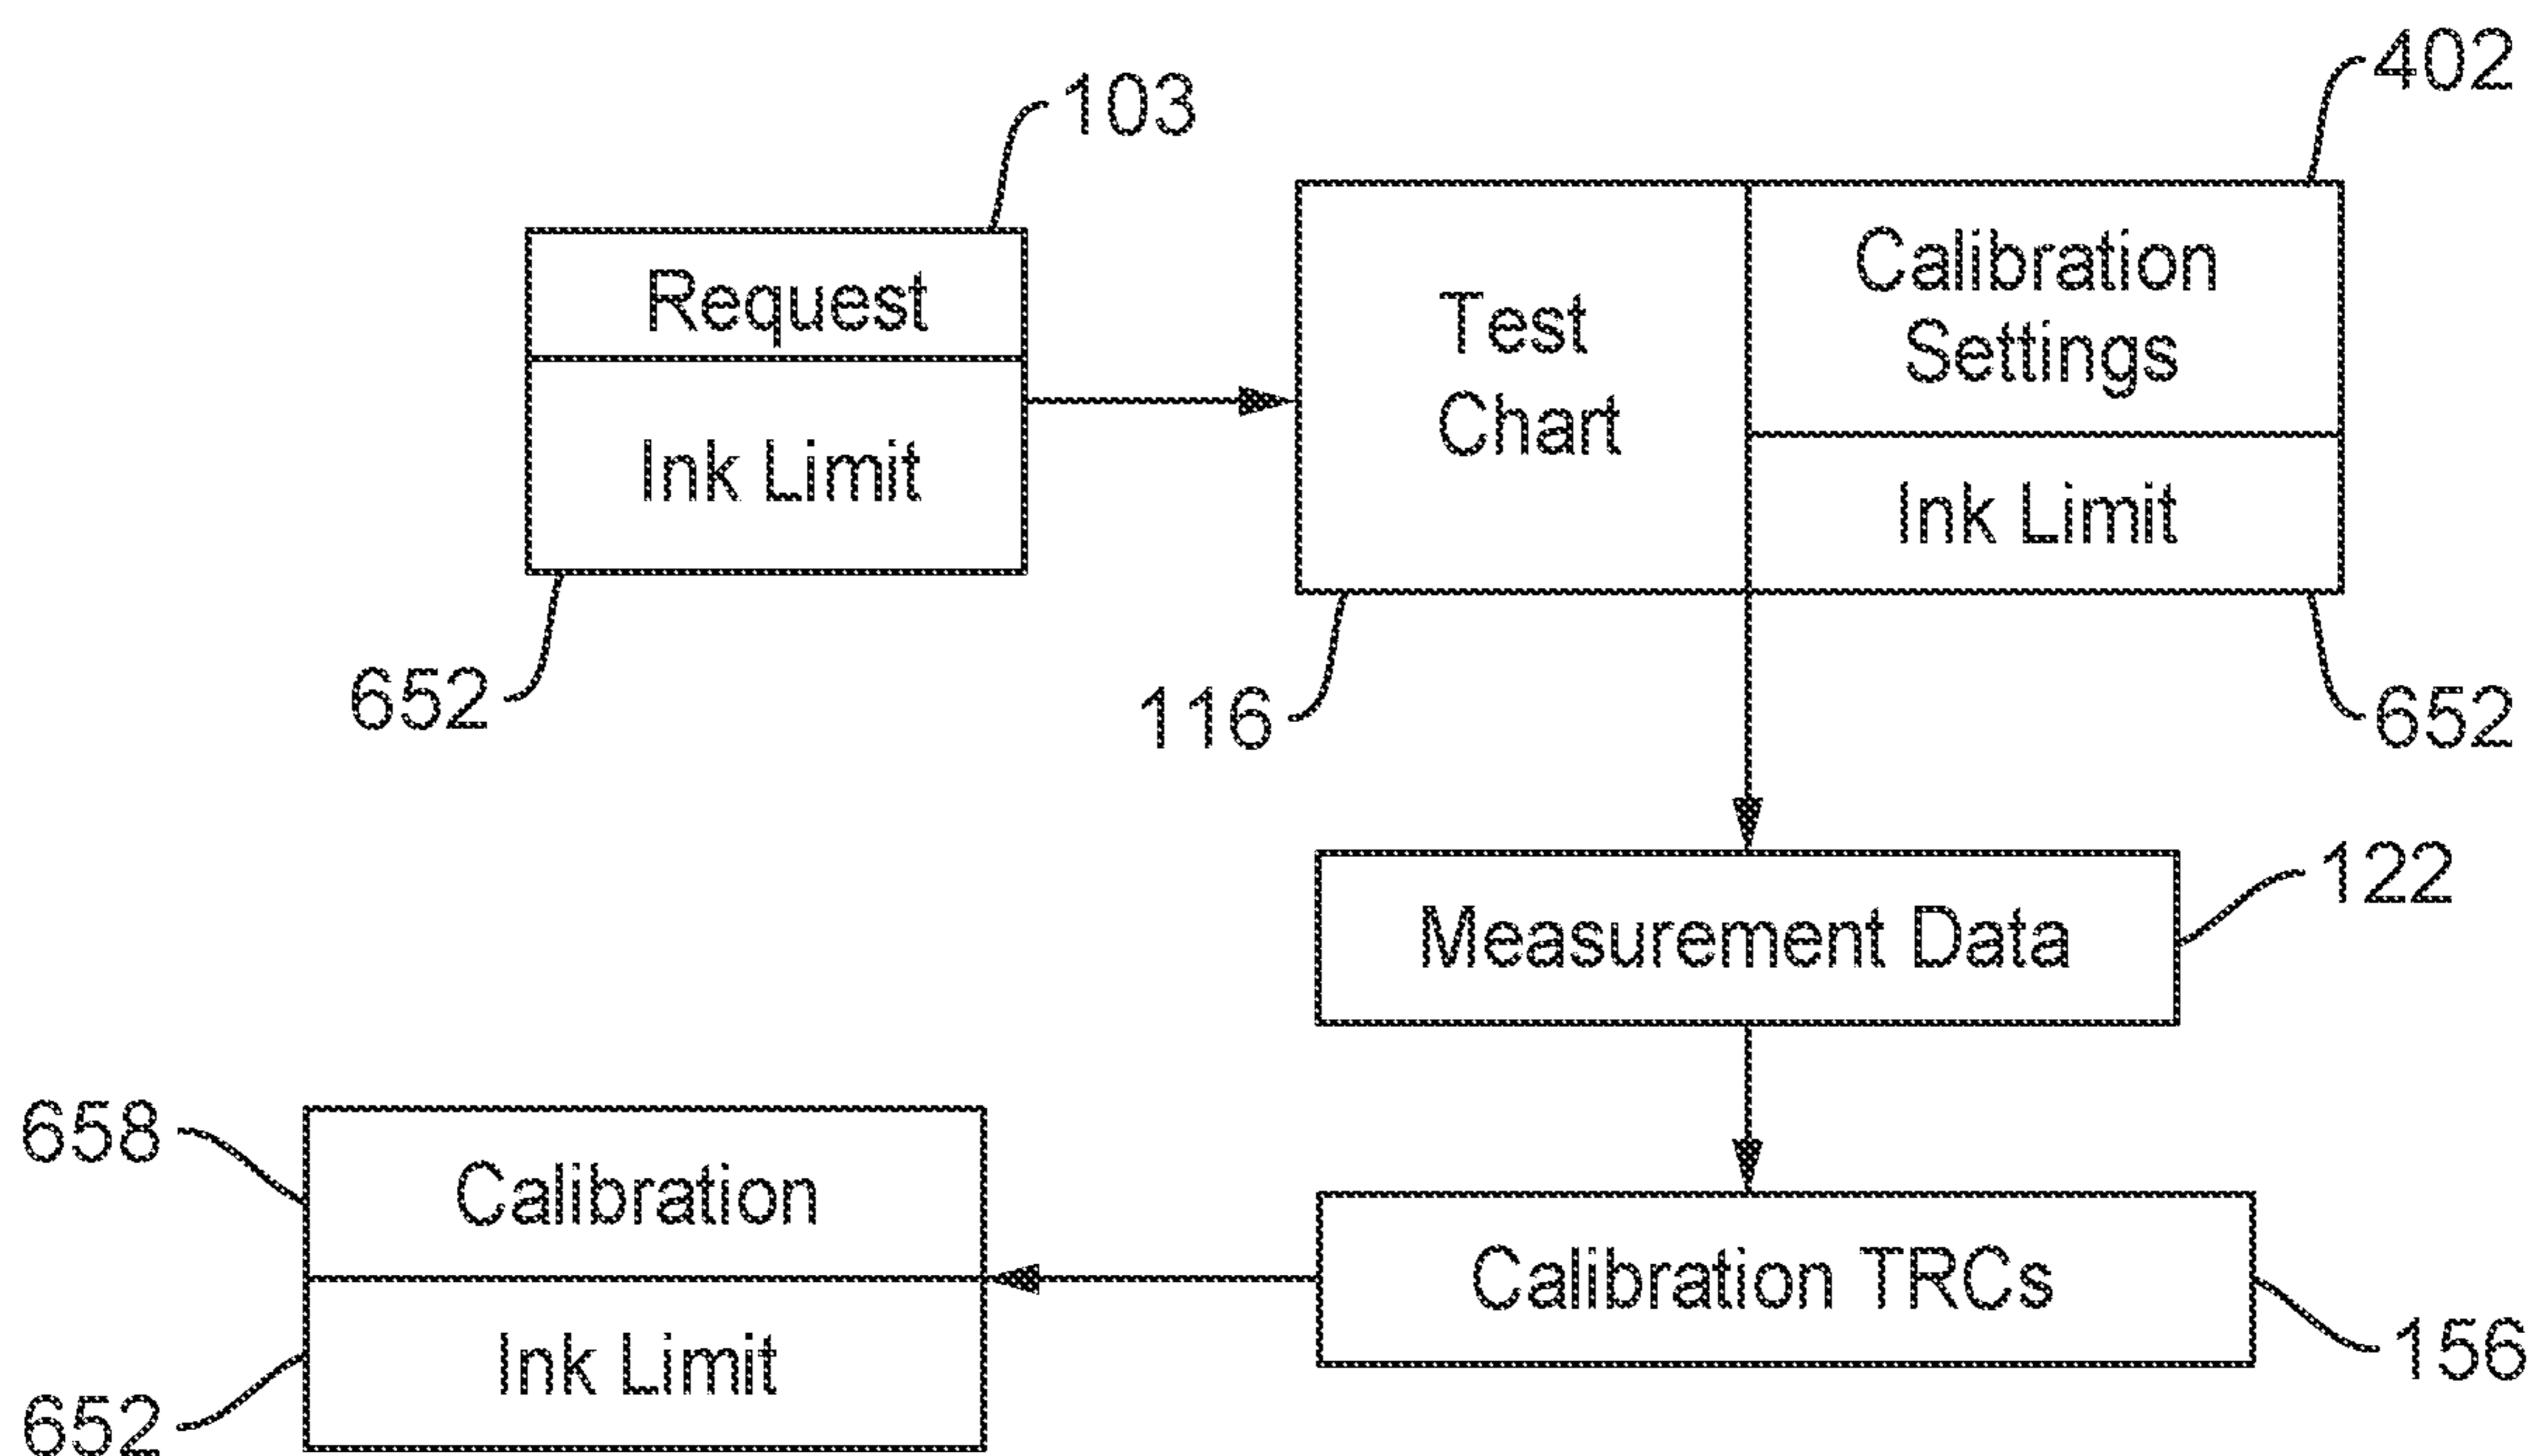 402
103
Request
Ink Limit
652
Test
Chart
Calibration
Settings
Ink Limit
116
652
Measurement Data
122
658
Calibration
Ink Limit
652
Calibration TRCs
156